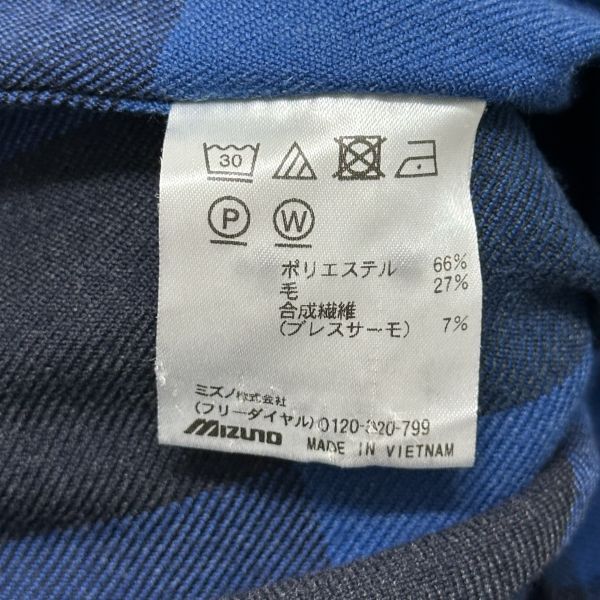 30
P W
ポリエステル 66%
毛 27%
合成繊維
(ブレスサーモ) 7%
ミズノ株式会社
(フリーダイヤル) 0120-320-799
MIZUNO MADE IN VIETNAM